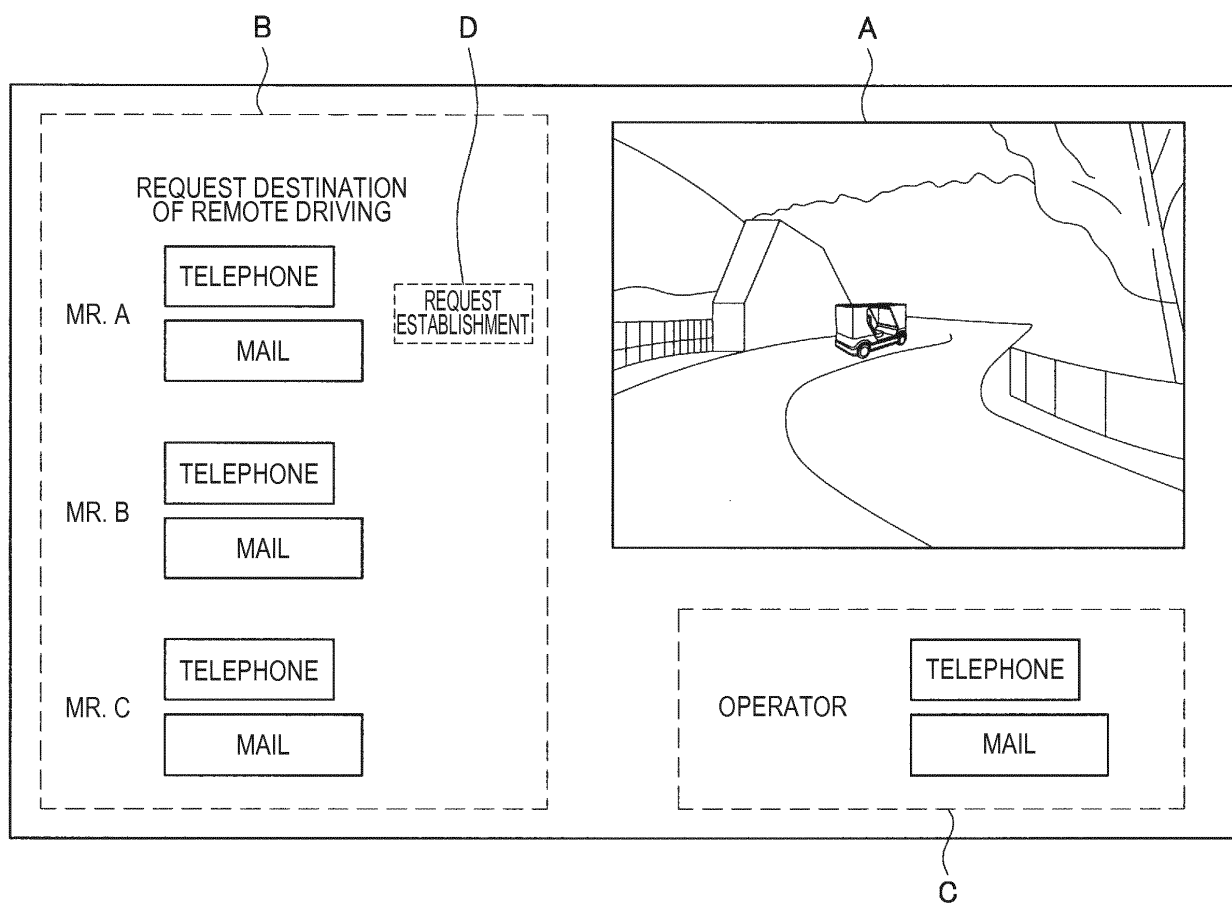 B
D
A
REQUEST DESTINATION
OF REMOTE DRIVING
MR. A
TELEPHONE
MAIL
REQUEST
ESTABLISHMENT
MR. B
TELEPHONE
MAIL
MR. C
TELEPHONE
MAIL
OPERATOR
TELEPHONE
MAIL
C